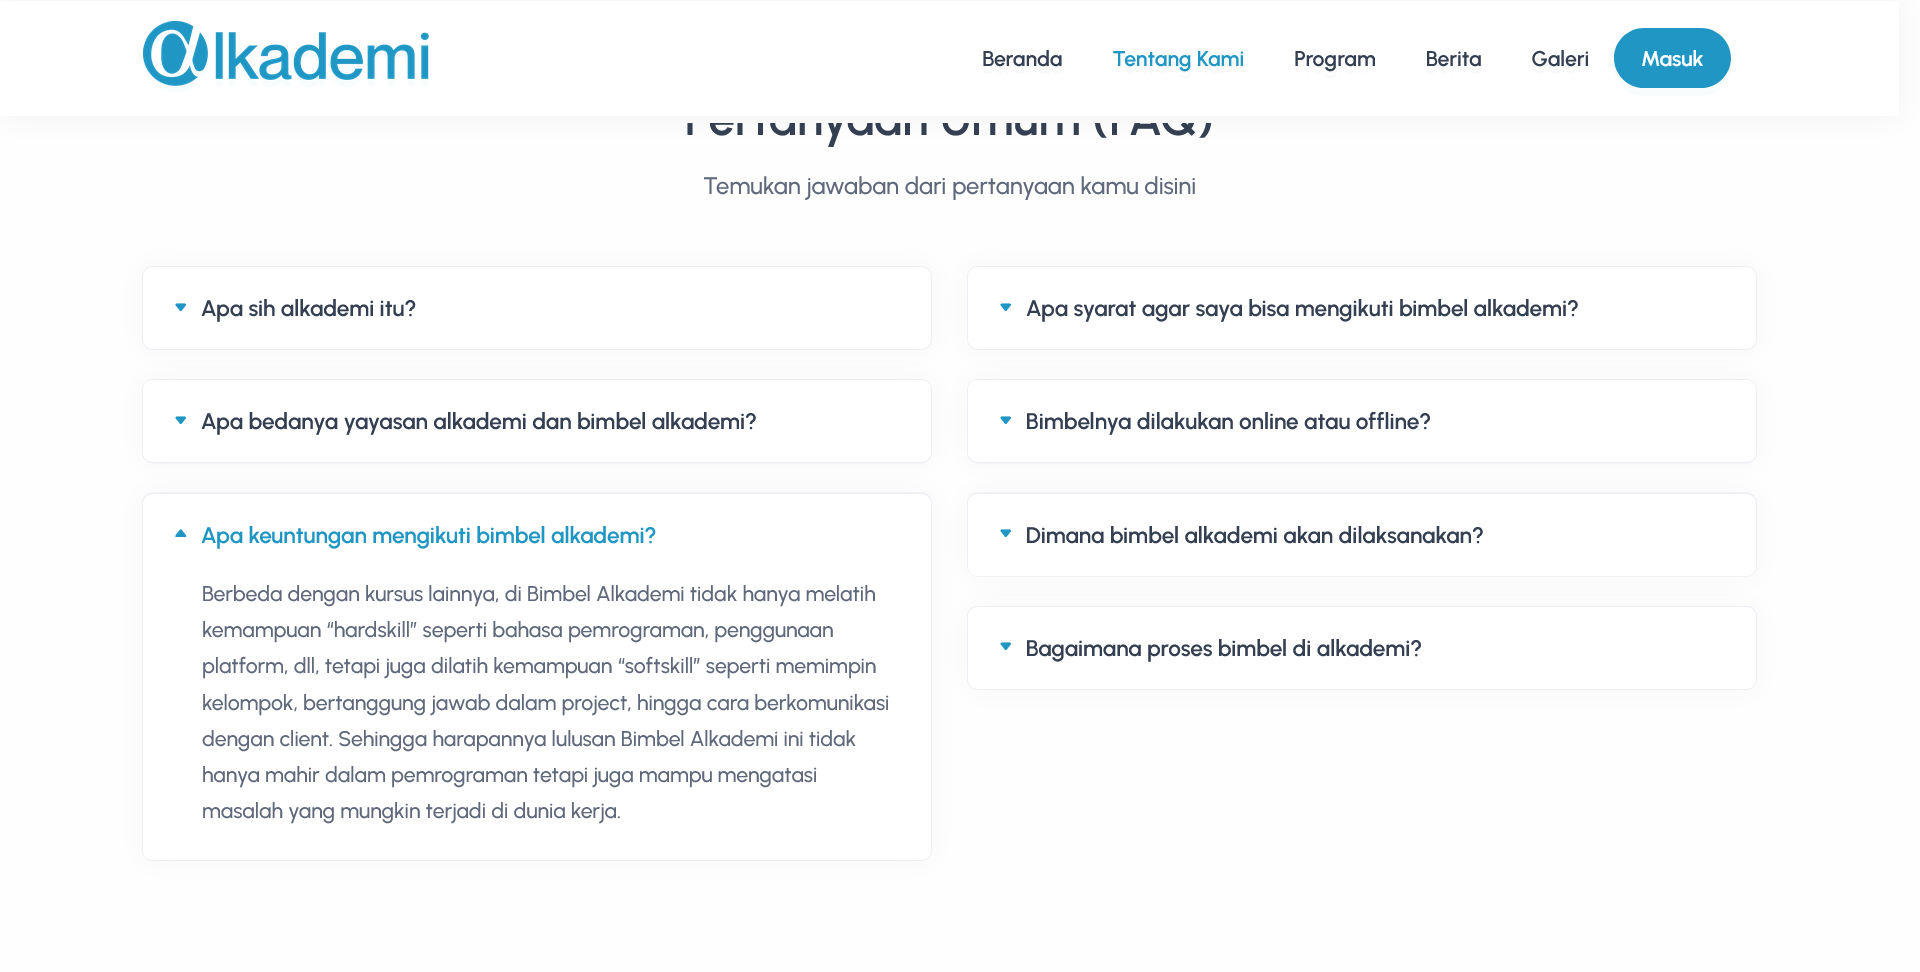 αlkademi
Beranda
Tentang Kami
Program
Berita
Galeri
Masuk
Pertanyaan Umum (FAQ)
Temukan jawaban dari pertanyaan kamu disini
Apa sih alkademi itu?
Apa bedanya yayasan alkademi dan bimbel alkademi?
Apa keuntungan mengikuti bimbel alkademi?
Berbeda dengan kursus lainnya, di Bimbel Alkademi tidak hanya melatih
kemampuan “hardskill” seperti bahasa pemrograman, penggunaan
platform, dll, tetapi juga dilatih kemampuan “softskill” seperti memimpin
kelompok, bertanggung jawab dalam project, hingga cara berkomunikasi
dengan client. Sehingga harapannya lulusan Bimbel Alkademi ini tidak
hanya mahir dalam pemrograman tetapi juga mampu mengatasi
masalah yang mungkin terjadi di dunia kerja.
Apa syarat agar saya bisa mengikuti bimbel alkademi?
Bimbelnya dilakukan online atau offline?
Dimana bimbel alkademi akan dilaksanakan?
Bagaimana proses bimbel di alkademi?